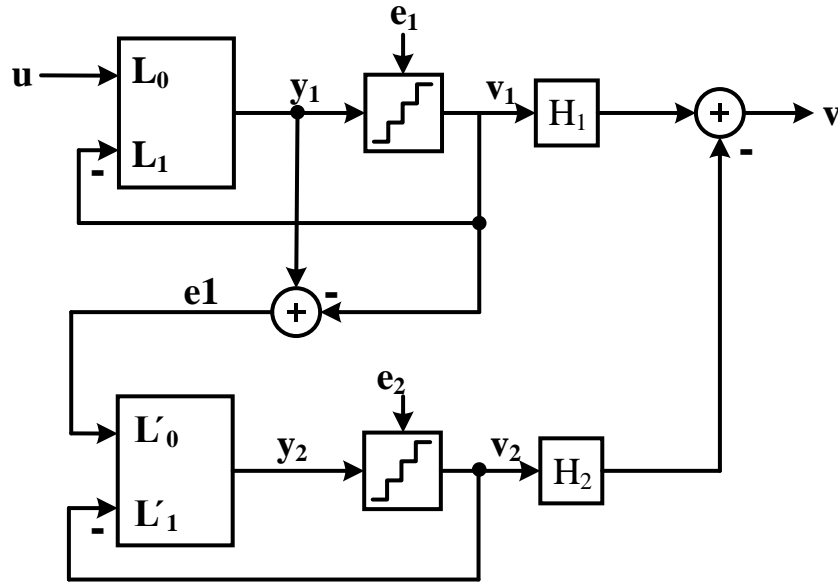 e₁
u
L₀
y₁
v₁
H₁
+
v
L₁
-
-
-
e1
+
e₂
L´₀
y₂
v₂
H₂
L´₁
-